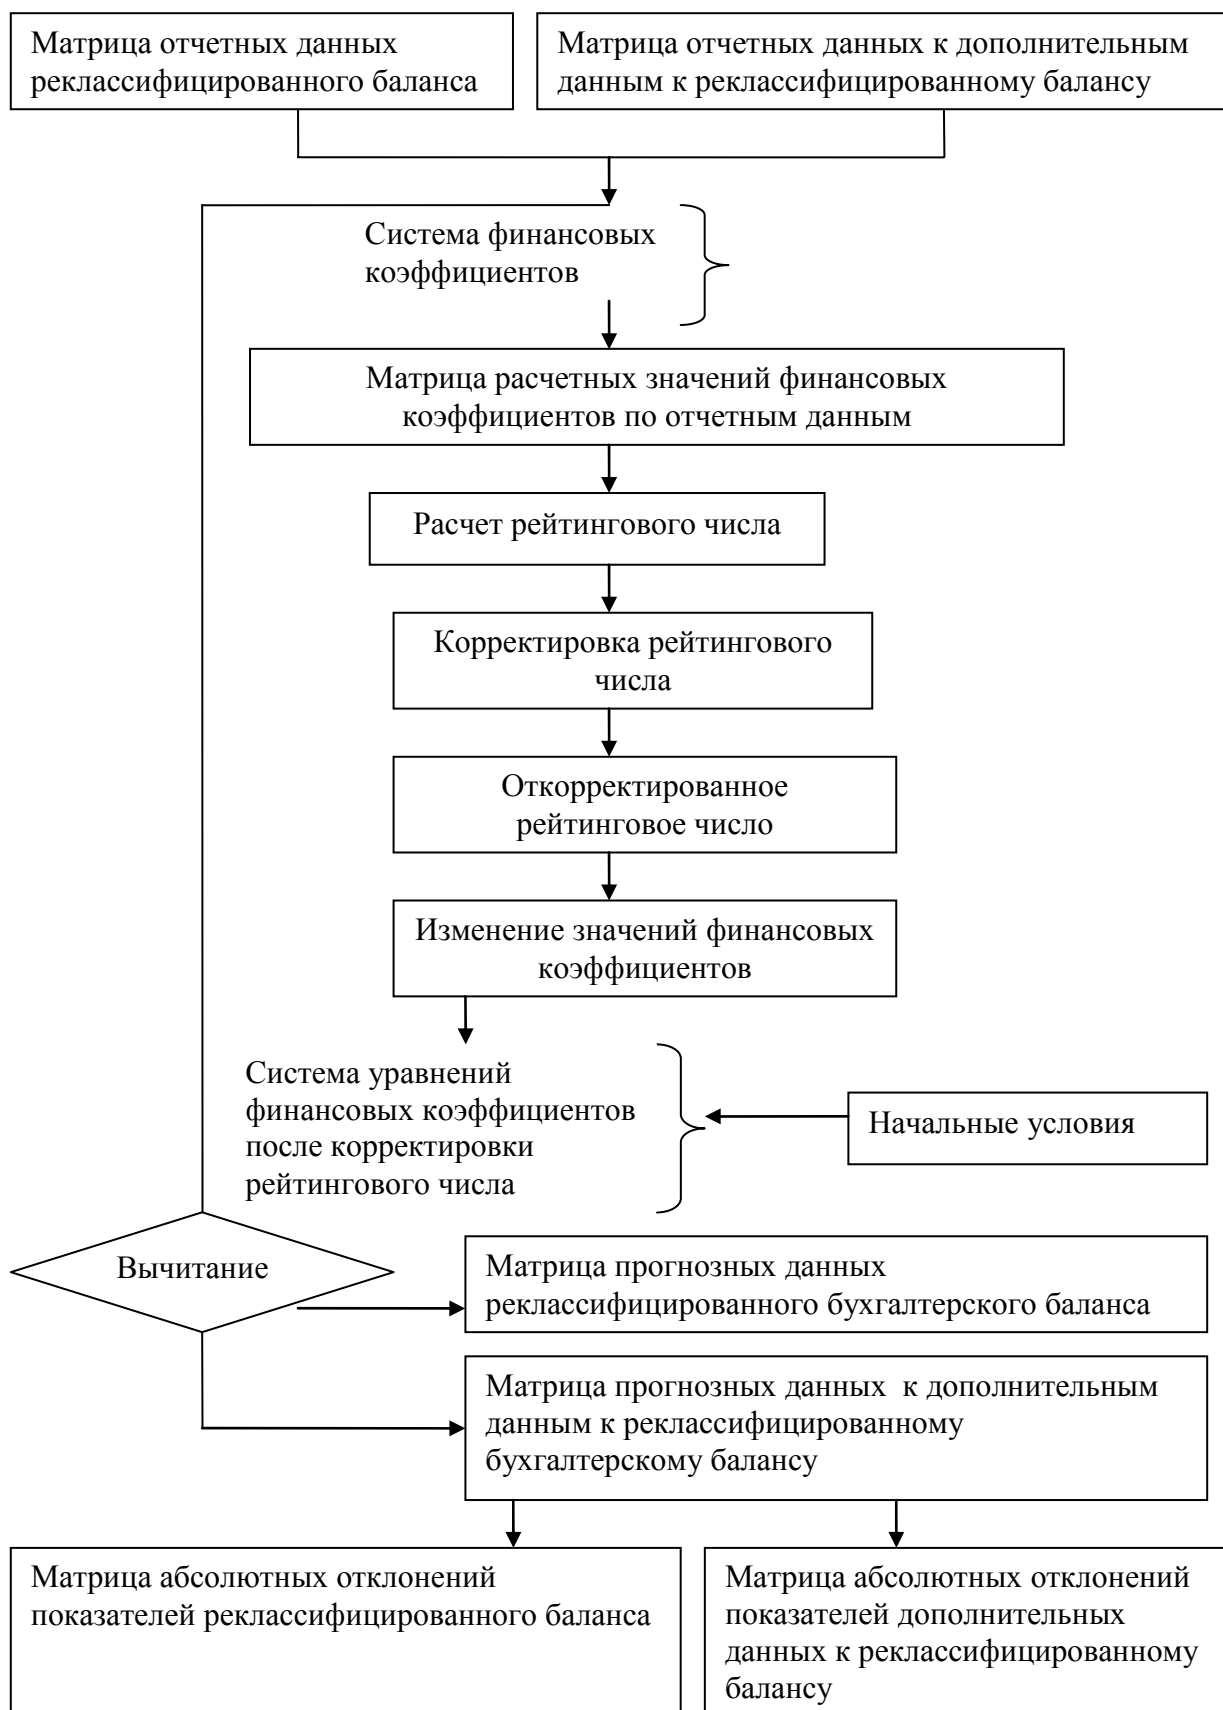 Матрица отчетных данных
реклассифицированного баланса
Матрица отчетных данных к дополнительным
данным к реклассифицированному балансу
Система финансовых
коэффициентов
Матрица расчетных значений финансовых
коэффициентов по отчетным данным
Расчет рейтингового числа
Корректировка рейтингового
числа
Откорректированное
рейтинговое число
Изменение значений финансовых
коэффициентов
Система уравнений
финансовых коэффициентов
после корректировки
рейтингового числа
Начальные условия
Вычитание
Матрица прогнозных данных
реклассифицированного бухгалтерского баланса
Матрица прогнозных данных  к дополнительным
данным к реклассифицированному
бухгалтерскому балансу
Матрица абсолютных отклонений
показателей реклассифицированного баланса
Матрица абсолютных отклонений
показателей дополнительных
данных к реклассифицированному
балансу